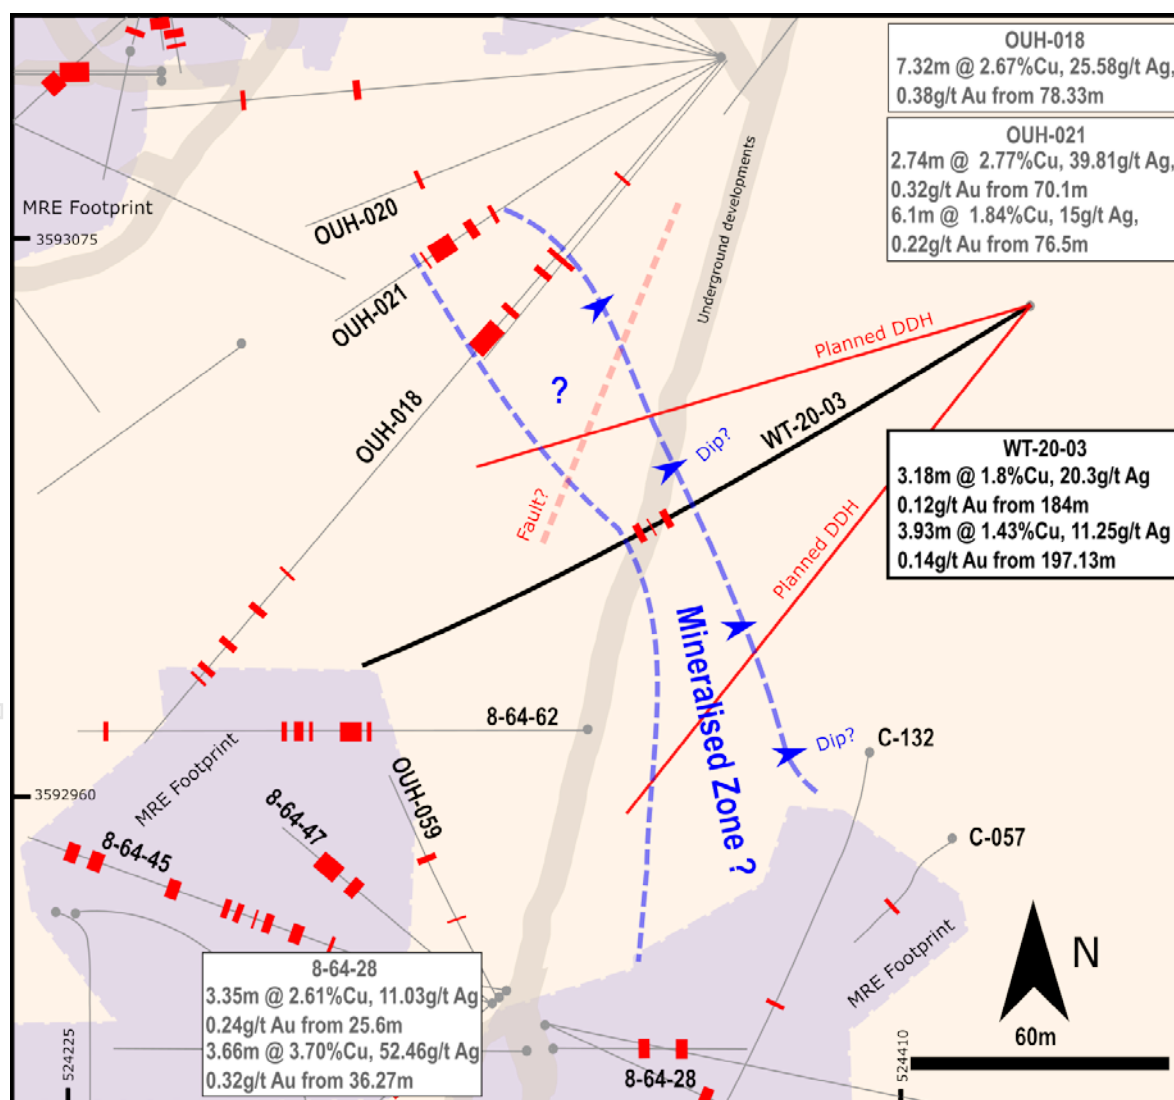 OUH-018
7.32m @ 2.67%Cu, 25.58g/t Ag,
0.38g/t Au from 78.33m
OUH-021
2.74m @ 2.77%Cu, 39.81g/t Ag,
0.32g/t Au from 70.1m
6.1m @ 1.84%Cu, 15g/t Ag,
0.22g/t Au from 76.5m
MRE Footprint
3593075
OUH-020
OUH-021
OUH-018
Underground developments
Planned DDH
WT-20-03
?
Dip?
Fault?
Planned DDH
WT-20-03
3.18m @ 1.8%Cu, 20.3g/t Ag
0.12g/t Au from 184m
3.93m @ 1.43%Cu, 11.25g/t Ag
0.14g/t Au from 197.13m
Mineralised Zone ?
8-64-62
Dip?
C-132
MRE Footprint
OUH-059
3592960
8-64-47
8-64-45
C-057
MRE Footprint
N
60m
8-64-28
3.35m @ 2.61%Cu, 11.03g/t Ag
0.24g/t Au from 25.6m
3.66m @ 3.70%Cu, 52.46g/t Ag
0.32g/t Au from 36.27m
8-64-28
524225
524410